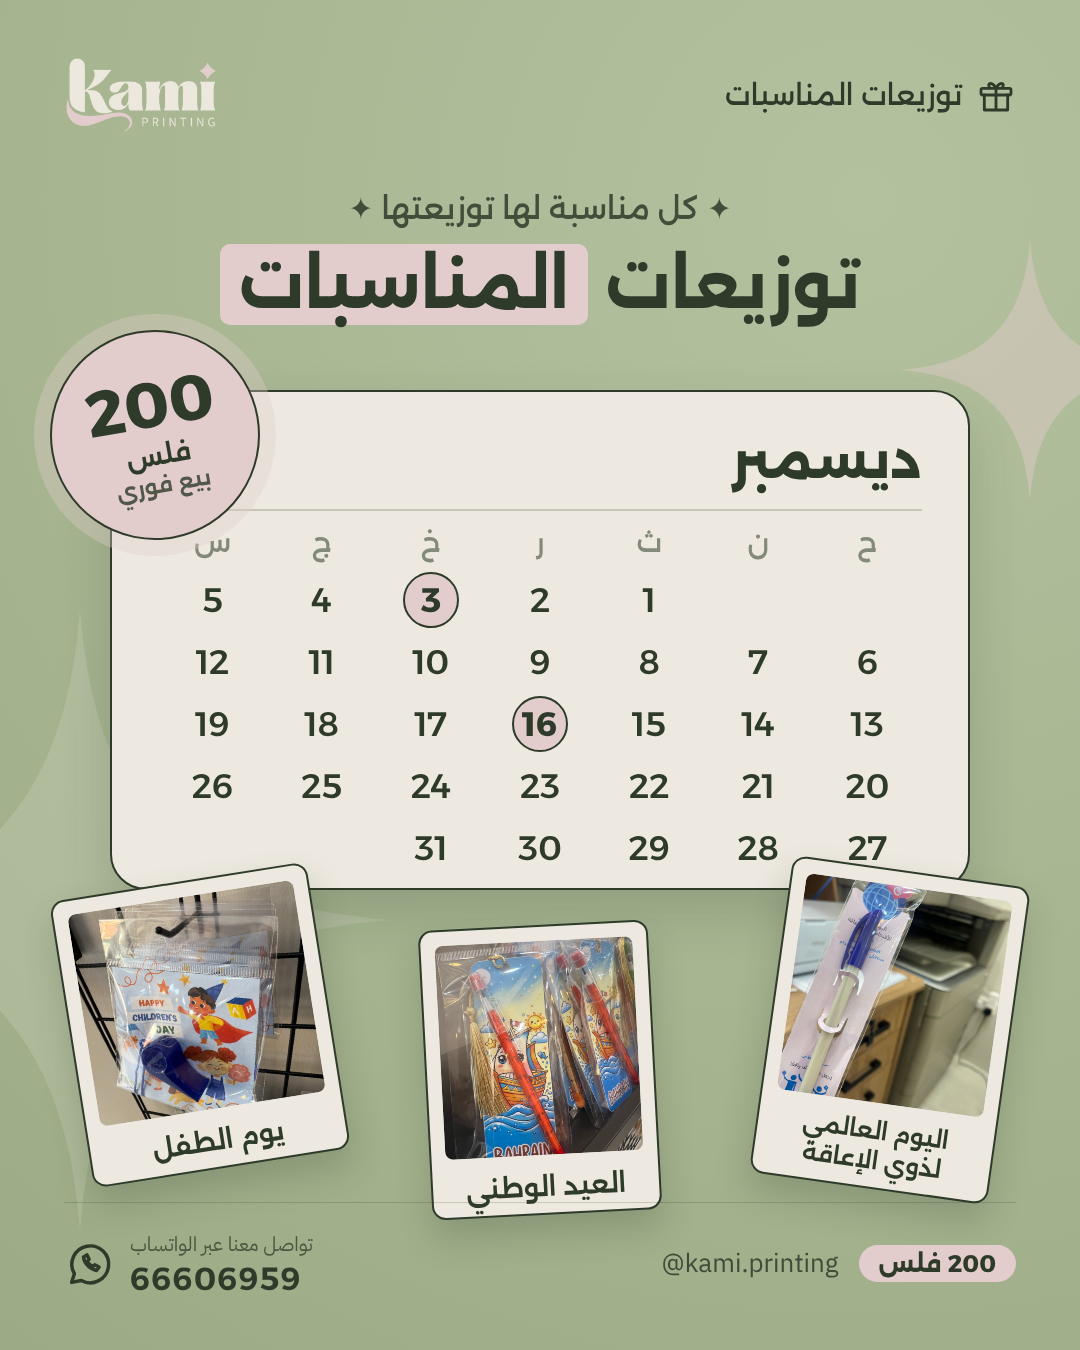 kami
PRINTING
توزيعات المناسبات
كل مناسبة لها توزيعتها
توزيعات المناسبات
200
فلس
بيع فوري
ديسمبر
ح ن ث ر خ ج س
1 2 3 4 5
6 7 8 9 10 11 12
13 14 15 16 17 18 19
20 21 22 23 24 25 26
27 28 29 30 31
HAPPY
CHILDREN'S
DAY
A H
يوم الطفل
BAHRAIN
العيد الوطني
اليوم العالمي
لذوي الإعاقة
200 فلس
@kami.printing
تواصل معنا عبر الواتساب
66606959